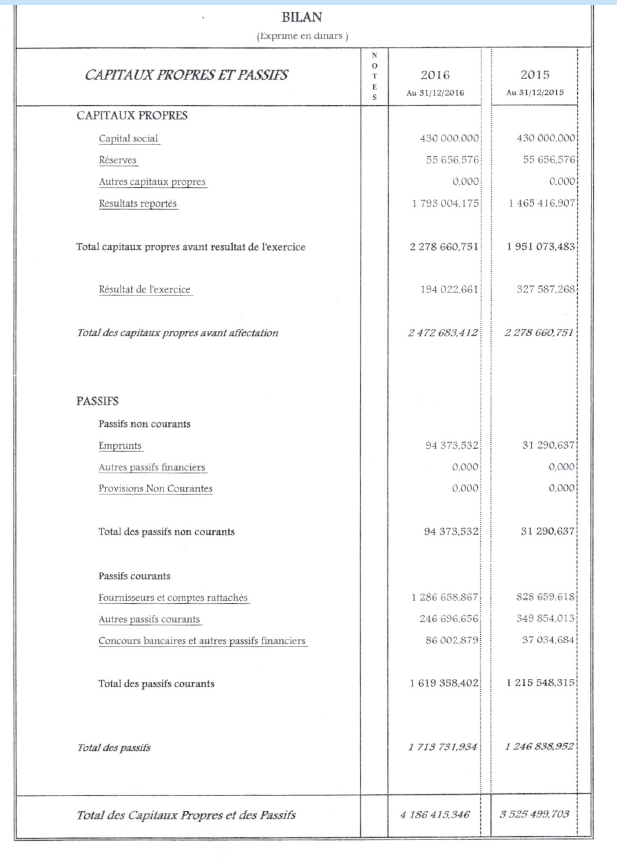 BILAN
(Exprimé en dinars )
CAPITAUX PROPRES ET PASSIFS NOTES 2016 2015
Au 31/12/2016 Au 31/12/2015
CAPITAUX PROPRES
Capital social 430 000,000 430 000,000
Réserves 55 656,576 55 656,576
Autres capitaux propres 0,000 0,000
Resultats reportés 1 793 004,175 1 465 416,907
Total capitaux propres avant resultat de l'exercice 2 278 660,751 1 951 073,483
Résultat de l'exercice 194 022,661 327 587,268
Total des capitaux propres avant affectation 2 472 683,412 2 278 660,751
PASSIFS
Passifs non courants
Emprunts 94 373,532 31 290,637
Autres passifs financiers 0,000 0,000
Provisions Non Courantes 0,000 0,000
Total des passifs non courants 94 373,532 31 290,637
Passifs courants
Fournisseurs et comptes rattachés 1 286 658,867 828 659,618
Autres passifs courants 246 696,656 349 854,013
Concours bancaires et autres passifs financiers 86 002,879 37 034,684
Total des passifs courants 1 619 358,402 1 215 548,315
Total des passifs 1 713 731,934 1 246 838,952
Total des Capitaux Propres et des Passifs 4 186 415,346 3 525 499,703